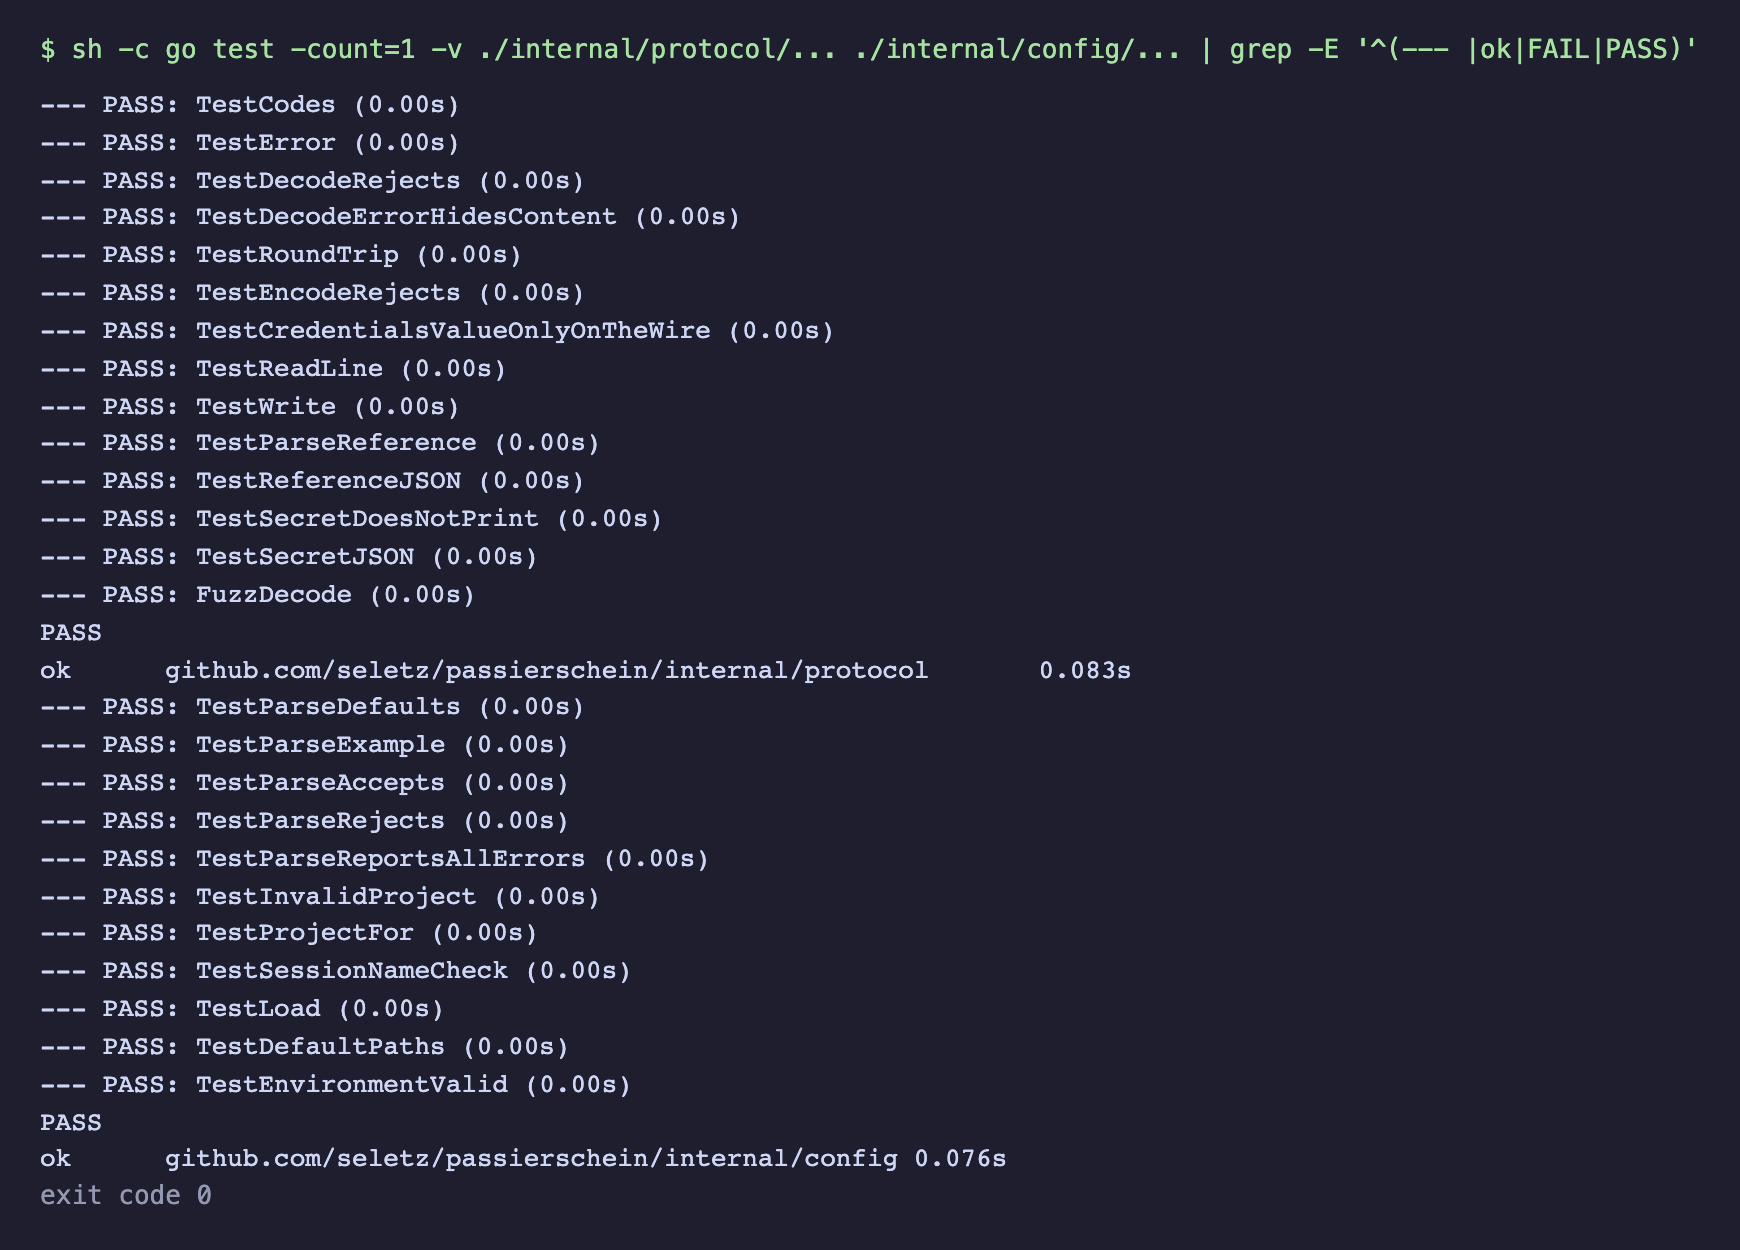 $ sh -c go test -count=1 -v ./internal/protocol/... ./internal/config/... | grep -E '^(--- |ok|FAIL|PASS)'
--- PASS: TestCodes (0.00s)
--- PASS: TestError (0.00s)
--- PASS: TestDecodeRejects (0.00s)
--- PASS: TestDecodeErrorHidesContent (0.00s)
--- PASS: TestRoundTrip (0.00s)
--- PASS: TestEncodeRejects (0.00s)
--- PASS: TestCredentialsValueOnlyOnTheWire (0.00s)
--- PASS: TestReadLine (0.00s)
--- PASS: TestWrite (0.00s)
--- PASS: TestParseReference (0.00s)
--- PASS: TestReferenceJSON (0.00s)
--- PASS: TestSecretDoesNotPrint (0.00s)
--- PASS: TestSecretJSON (0.00s)
--- PASS: FuzzDecode (0.00s)
PASS
ok      github.com/seletz/passierschein/internal/protocol       0.083s
--- PASS: TestParseDefaults (0.00s)
--- PASS: TestParseExample (0.00s)
--- PASS: TestParseAccepts (0.00s)
--- PASS: TestParseRejects (0.00s)
--- PASS: TestParseReportsAllErrors (0.00s)
--- PASS: TestInvalidProject (0.00s)
--- PASS: TestProjectFor (0.00s)
--- PASS: TestSessionNameCheck (0.00s)
--- PASS: TestLoad (0.00s)
--- PASS: TestDefaultPaths (0.00s)
--- PASS: TestEnvironmentValid (0.00s)
PASS
ok      github.com/seletz/passierschein/internal/config 0.076s
exit code 0